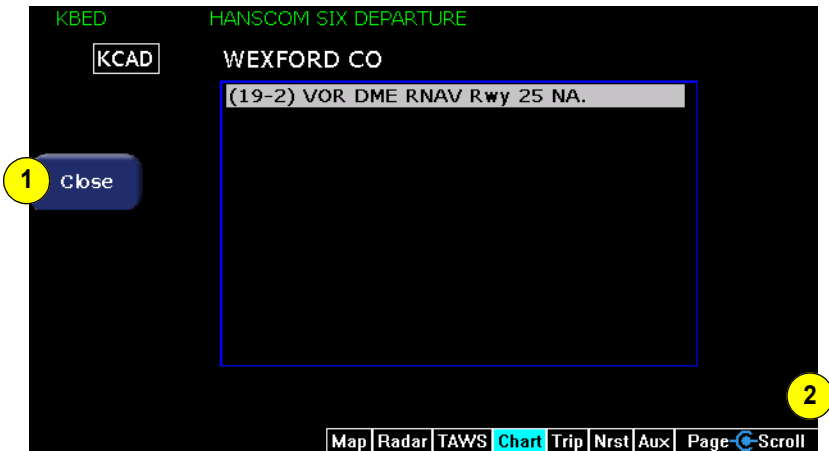 KBED HANSCOM SIX DEPARTURE
KCAD WEXFORD CO
(19-2) VOR DME RNAV Rwy 25 NA.
1 Close
2
Map Radar TAWS Chart Trip Nrst Aux Page Scroll